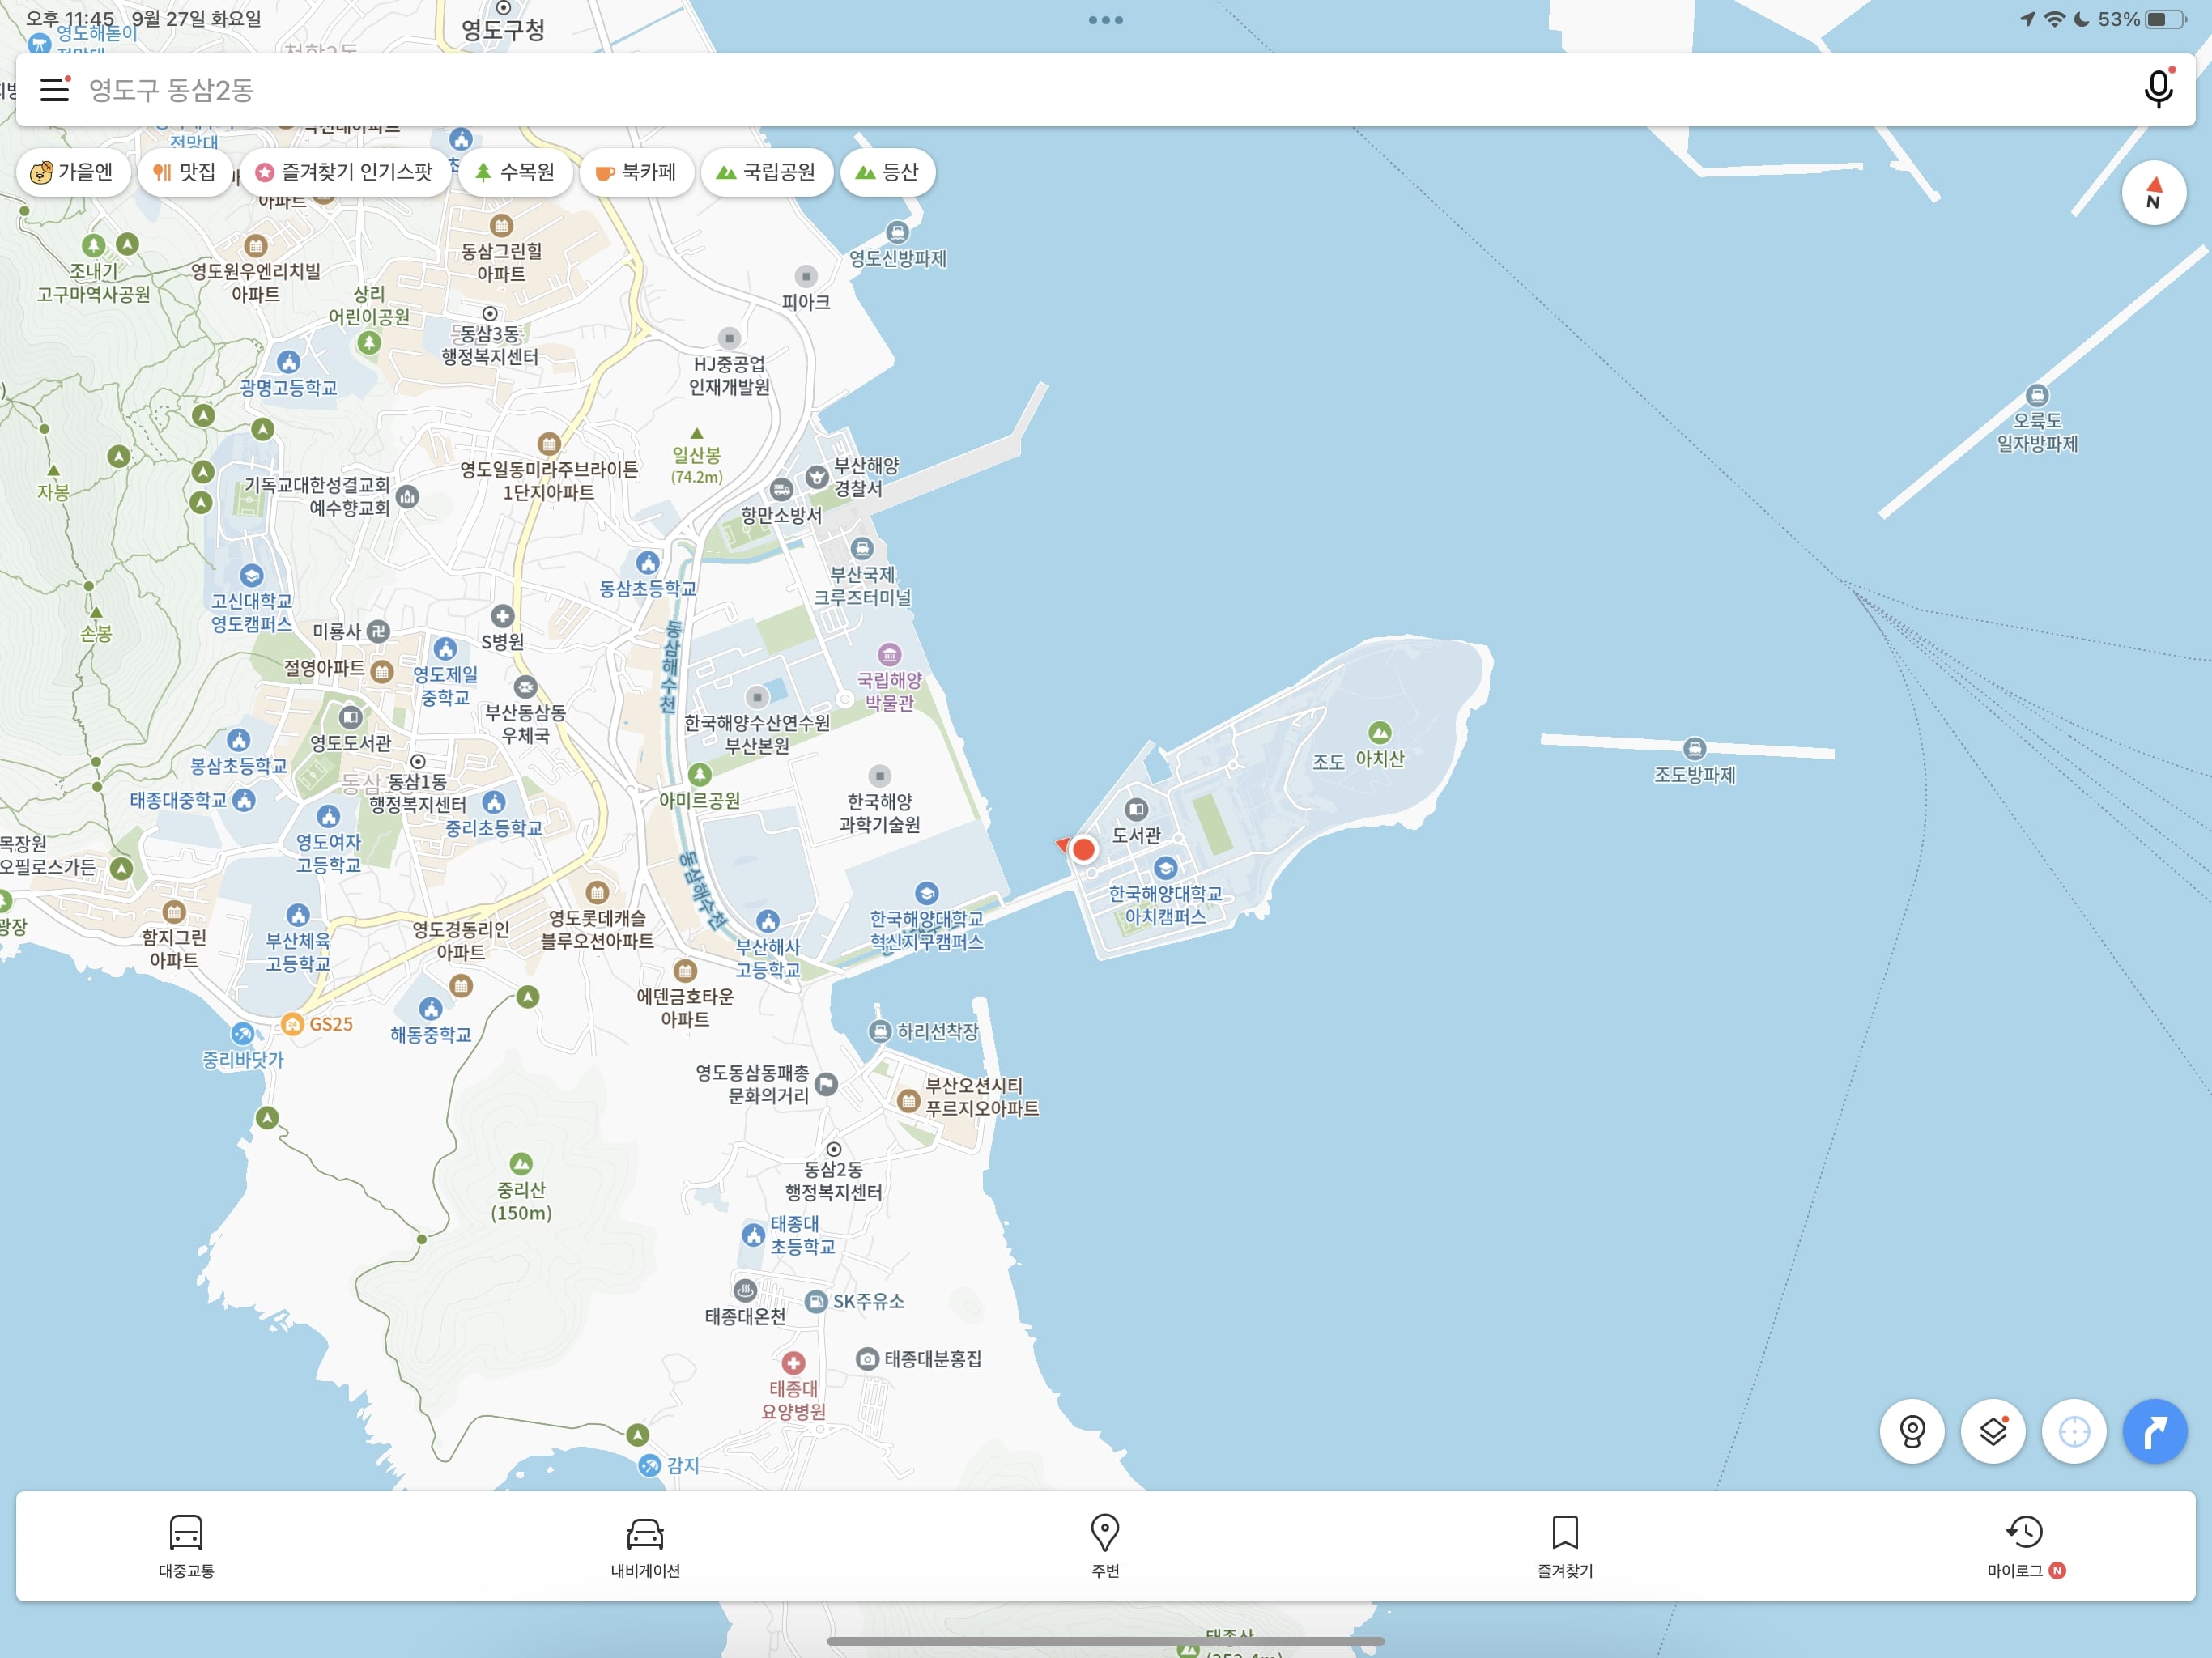 오후 11:45 9월 27일 화요일
53%
영도해돋이
전망대
영도구청
영도구 동삼2동
전망대
가을엔
맛집
즐겨찾기 인기스팟
수목원
북카페
국립공원
등산
N
아파트
조내기
고구마역사공원
영도원우엔리치빌
아파트
동삼그린힐
아파트
영도신방파제
피아크
상리
어린이공원
동삼3동
행정복지센터
HJ중공업
인재개발원
광명고등학교
오륙도
일자방파제
일산봉
(74.2m)
영도일동미라주브라이튼
1단지아파트
부산해양
경찰서
자봉
기독교대한성결교회
예수향교회
항만소방서
동삼초등학교
부산국제
크루즈터미널
고신대학교
영도캠퍼스
손봉
미룡사
S병원
동삼해수천
절영아파트
영도제일
중학교
국립해양
박물관
부산동삼동
우체국
한국해양수산연수원
부산본원
영도도서관
봉삼초등학교
동삼1동
행정복지센터
조도
아치산
조도방파제
태종대중학교
아미르공원
한국해양
과학기술원
중리초등학교
영도여자
고등학교
도서관
목장원
오필로스가든
동삼해수천
한국해양대학교
아치캠퍼스
광장
함지그린
아파트
부산체육
고등학교
영도경동리인
아파트
영도롯데캐슬
블루오션아파트
부산해사
고등학교
한국해양대학교
혁신지구캠퍼스
에덴금호타운
아파트
GS25
해동중학교
하리선착장
중리바닷가
영도동삼동패총
문화의거리
부산오션시티
푸르지오아파트
동삼2동
행정복지센터
중리산
(150m)
태종대
초등학교
태종대온천
SK주유소
태종대분홍집
태종대
요양병원
감지
대중교통
내비게이션
주변
즐겨찾기
마이로그 N
태종산